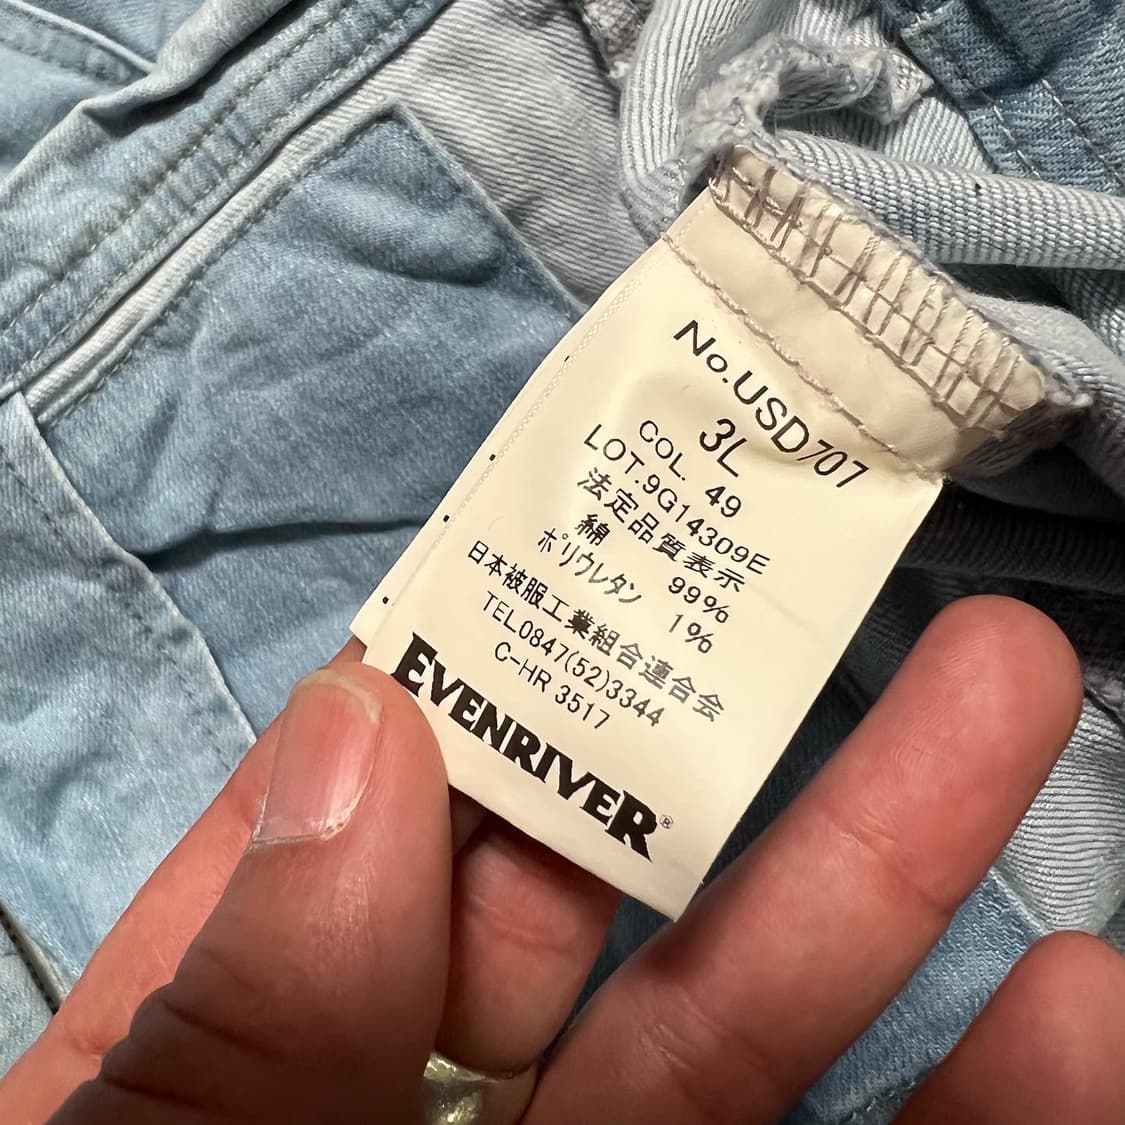 No.USD707
3L
COL. 49
LOT.9G14309E
法定品質表示
綿 99%
ポリウレタン 1%
日本被服工業組合連合会
TEL0847(52)3344
C-HR 3517
EVENRIVER®